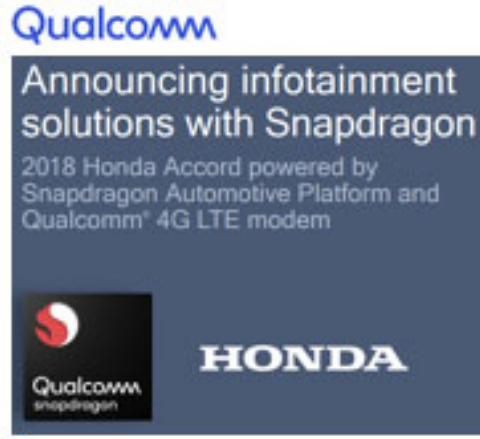 Qualcomm
Announcing infotainment
solutions with Snapdragon
2018 Honda Accord powered by
Snapdragon Automotive Platform and
Qualcomm® 4G LTE modem
Qualcomm
snapdragon
HONDA